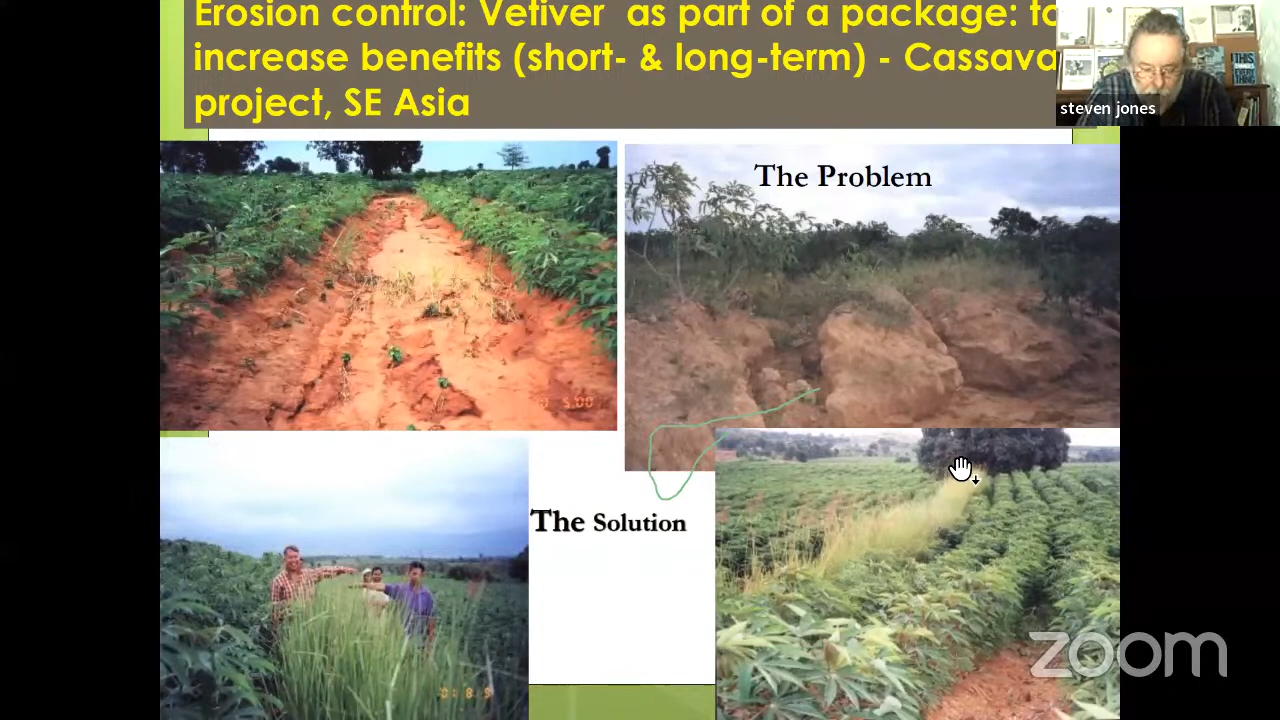 Erosion control: Vetiver as part of a package: to
increase benefits (short- & long-term) - Cassava
project, SE Asia
steven jones
The Problem
The Solution
zoom